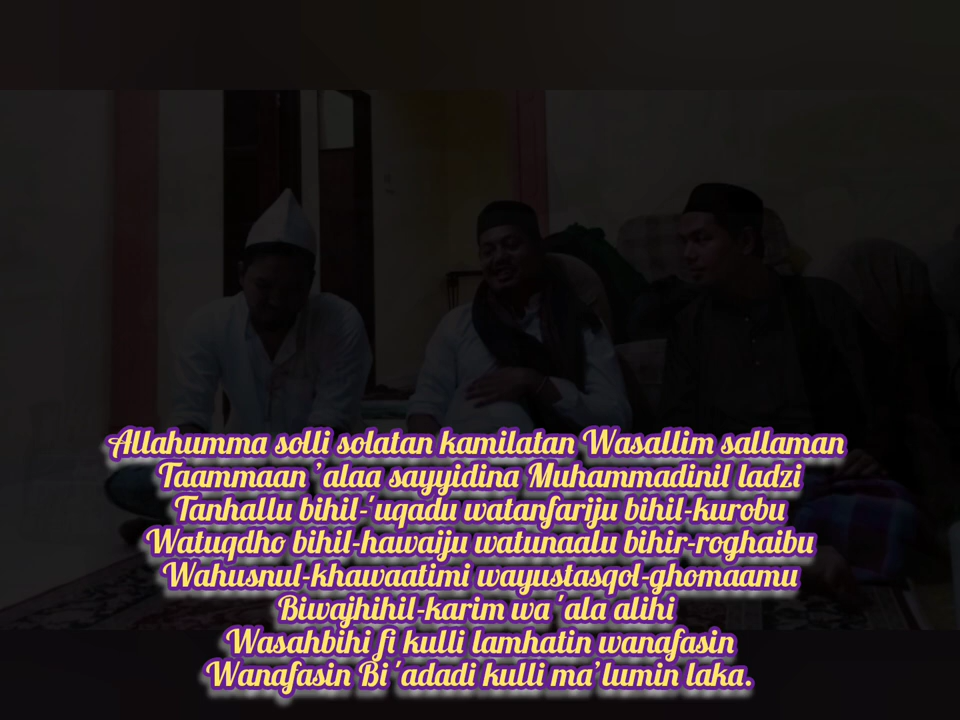 Allahumma solli solatan kamilatan Wasallim sallaman
Taammaan 'alaa sayyidina Muhammadinil ladzi
Tanhallu bihil-'uqadu watanfariju bihil-kurobu
Watuqdho bihil-hawaiju watunaalu bihir-roghaibu
Wahusnul-khawaatimi wayustasqol-ghomaamu
Biwajhihil-karim wa 'ala alihi
Wasahbihi fi kulli lamhatin wanafasin
Wanafasin Bi 'adadi kulli ma'lumin laka.